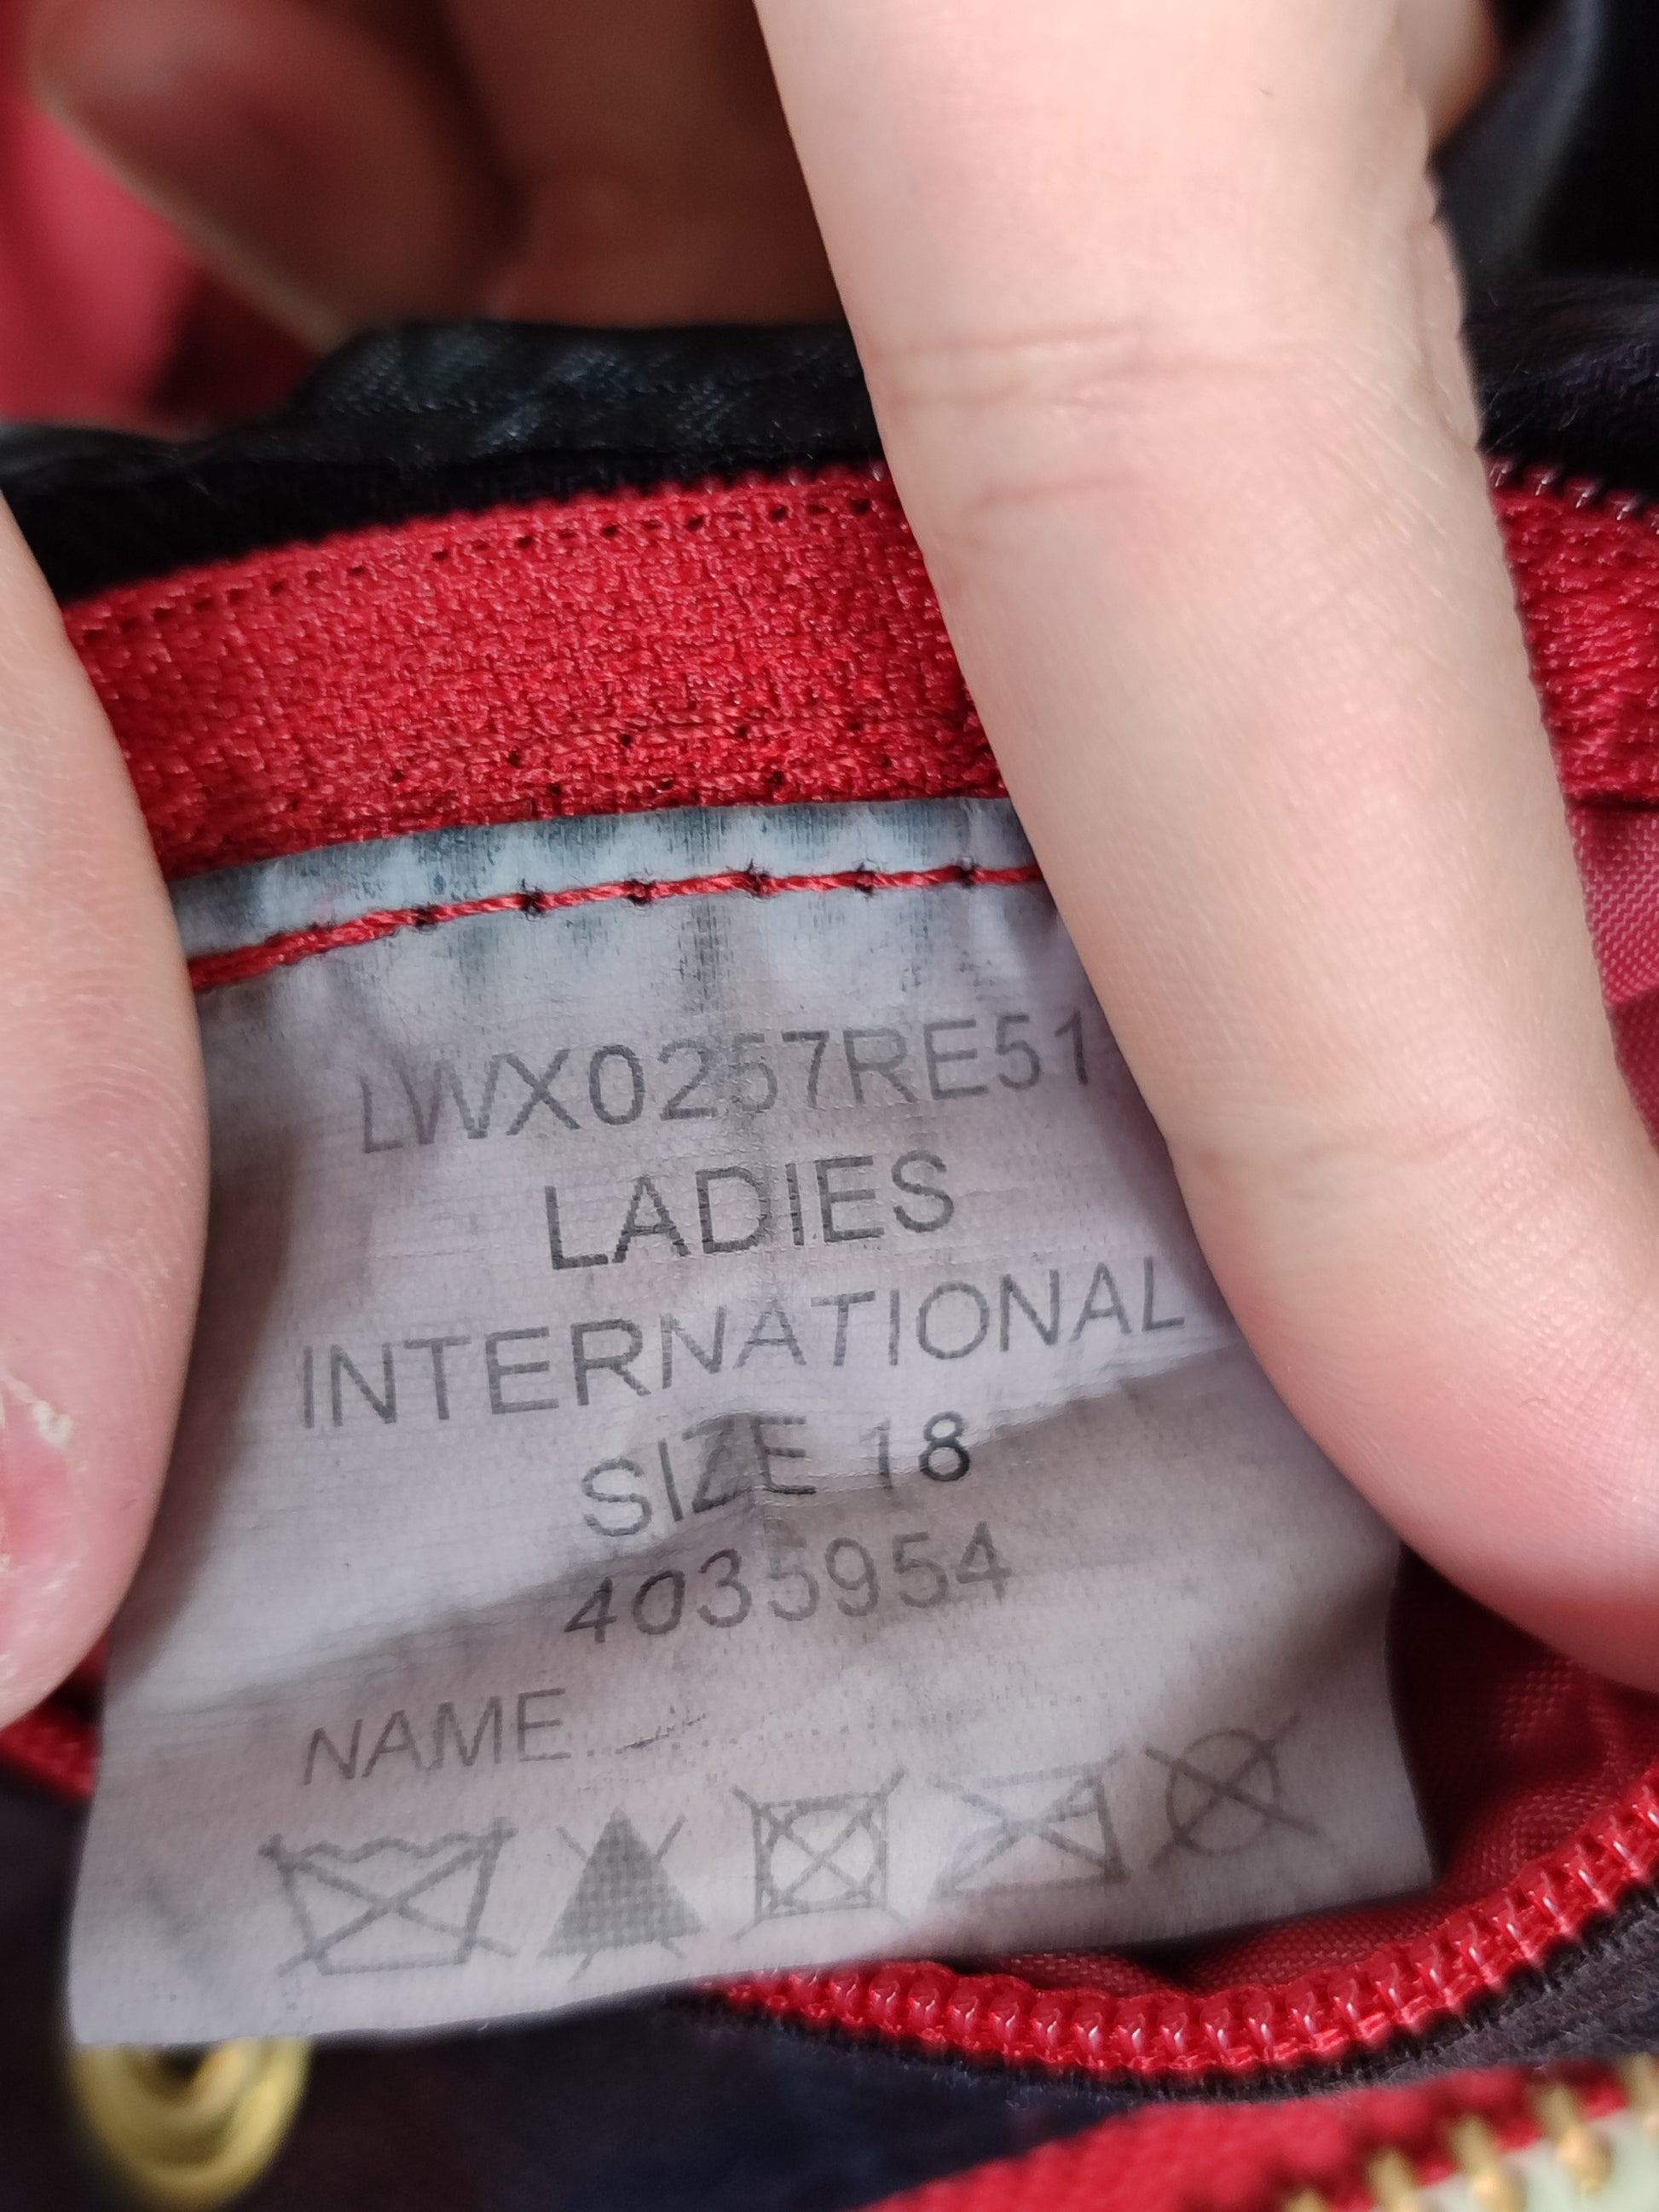 LWX0257RE51
LADIES
INTERNATIONAL
SIZE 18
4035954
NAME....................